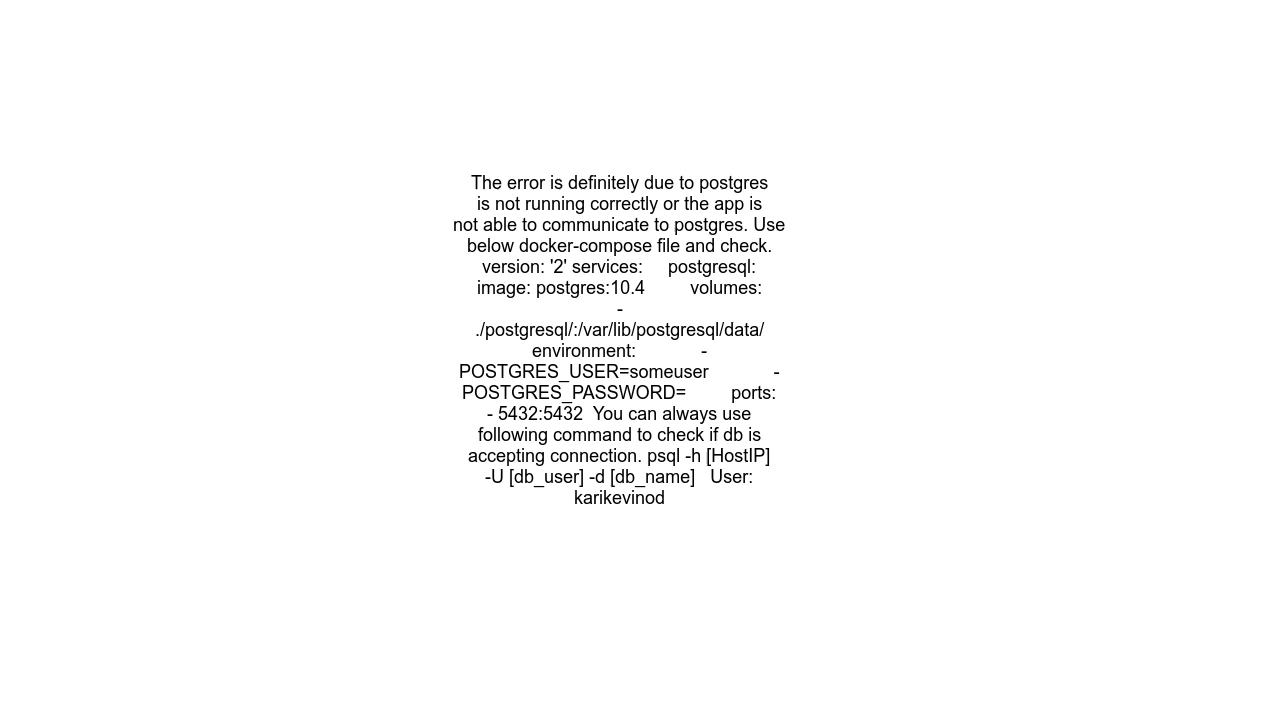 The error is definitely due to postgres
is not running correctly or the app is
not able to communicate to postgres. Use
below docker-compose file and check.
version: '2' services:     postgresql:
image: postgres:10.4         volumes:
-
./postgresql/:/var/lib/postgresql/data/
environment:             -
POSTGRES_USER=someuser             -
POSTGRES_PASSWORD=         ports:
- 5432:5432  You can always use
following command to check if db is
accepting connection. psql -h [HostIP]
-U [db_user] -d [db_name]   User:
karikevinod